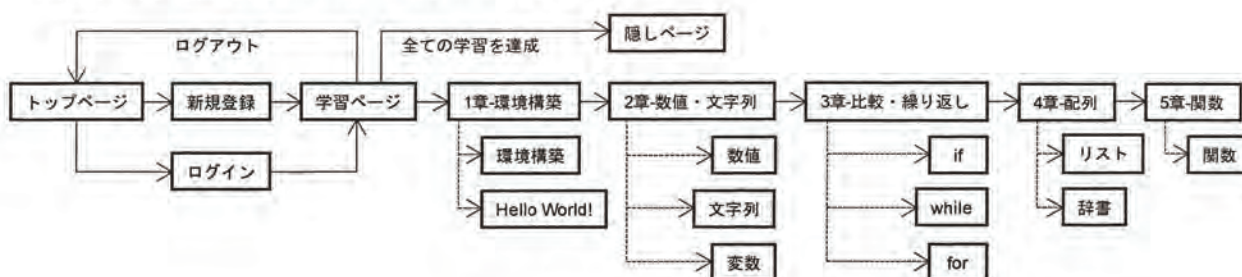 ログアウト
全ての学習を達成
隠しページ
トップページ
新規登録
学習ページ
1章-環境構築
2章-数値・文字列
3章-比較・繰り返し
4章-配列
5章-関数
ログイン
環境構築
Hello World!
数値
文字列
変数
if
while
for
リスト
辞書
関数